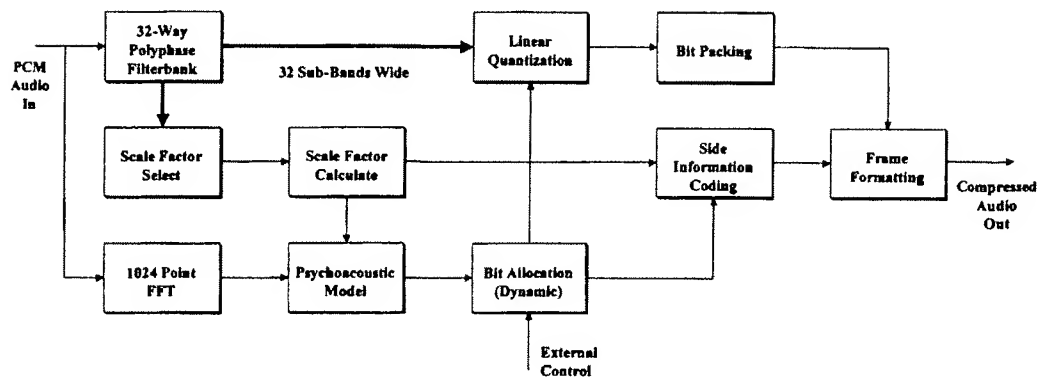 32-Way
Polyphase
Filterbank
Linear
Quantization
Bit Packing
PCM
Audio
In
32 Sub-Bands Wide
Scale Factor
Select
Scale Factor
Calculate
Side
Information
Coding
Frame
Formatting
Compressed
Audio
Out
1024 Point
FFT
Psychoacoustic
Model
Bit Allocation
(Dynamic)
External
Control